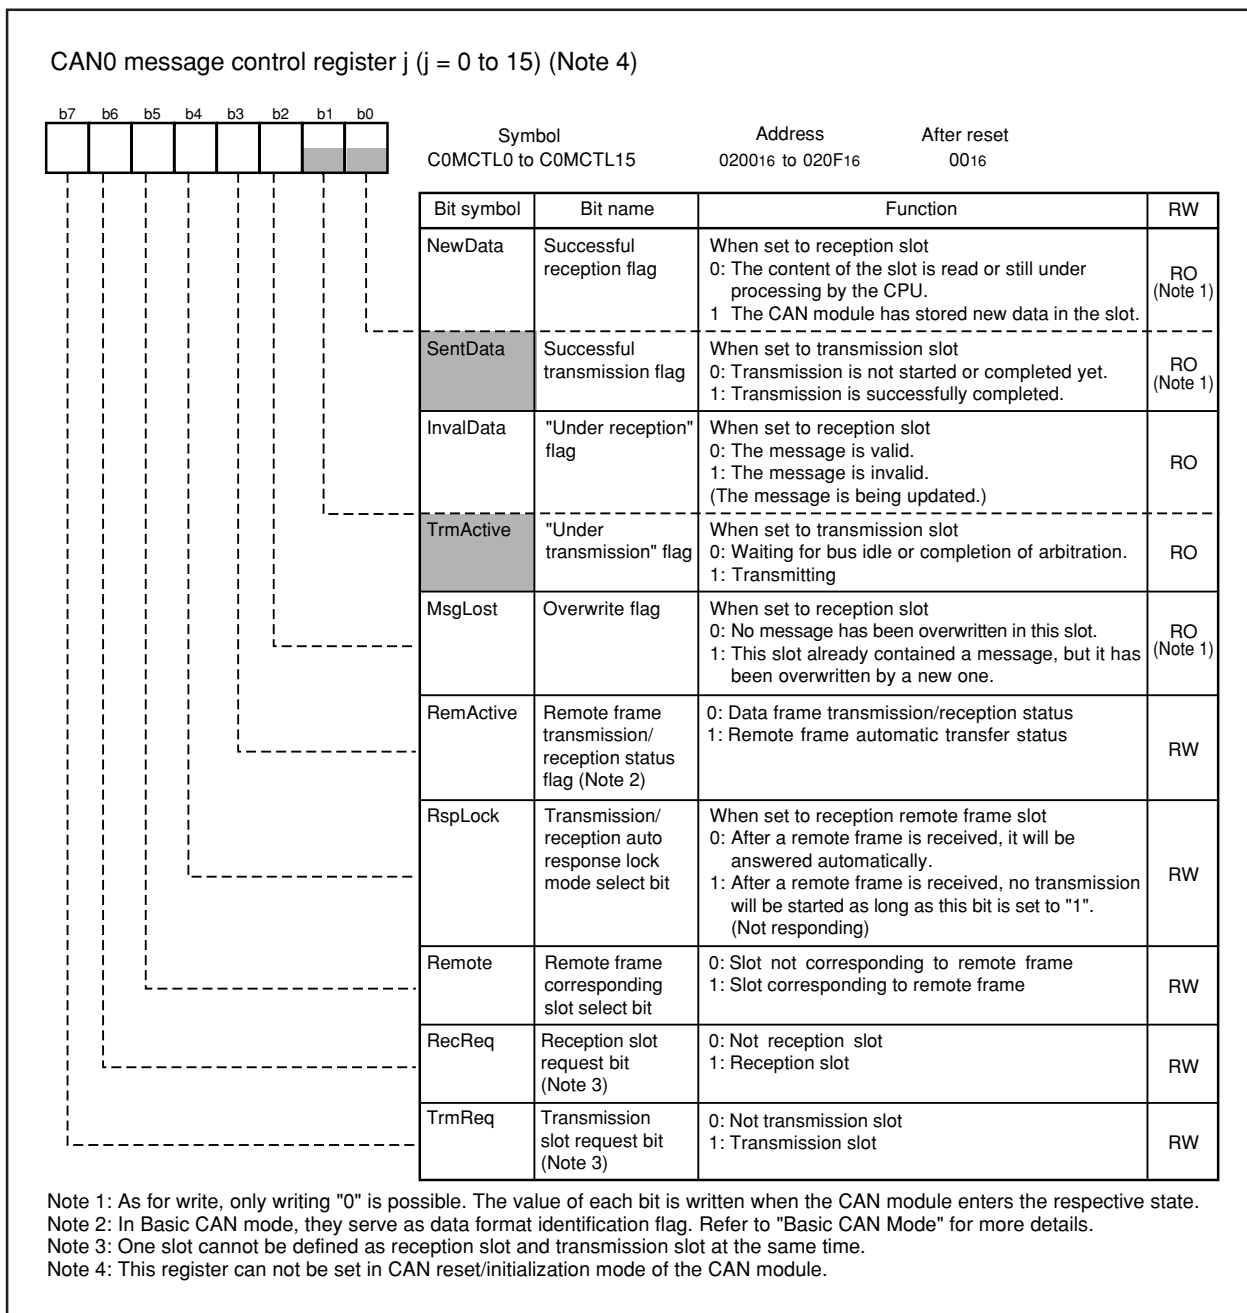 CAN0 message control register j (j = 0 to 15) (Note 4)
b7 b6 b5 b4 b3 b2 b1 b0
Symbol Address After reset
C0MCTL0 to C0MCTL15 020016 to 020F16 0016
Bit symbol Bit name Function RW
NewData Successful When set to reception slot
reception flag 0: The content of the slot is read or still under
processing by the CPU. RO
1 The CAN module has stored new data in the slot. (Note 1)
SentData Successful When set to transmission slot
transmission flag 0: Transmission is not started or completed yet. RO
1: Transmission is successfully completed. (Note 1)
InvalData "Under reception" When set to reception slot
flag 0: The message is valid.
1: The message is invalid. RO
(The message is being updated.)
TrmActive "Under When set to transmission slot
transmission" flag 0: Waiting for bus idle or completion of arbitration. RO
1: Transmitting
MsgLost Overwrite flag When set to reception slot
0: No message has been overwritten in this slot. RO
1: This slot already contained a message, but it has (Note 1)
been overwritten by a new one.
RemActive Remote frame 0: Data frame transmission/reception status
transmission/ 1: Remote frame automatic transfer status
reception status RW
flag (Note 2)
RspLock Transmission/ When set to reception remote frame slot
reception auto 0: After a remote frame is received, it will be
response lock answered automatically.
mode select bit 1: After a remote frame is received, no transmission RW
will be started as long as this bit is set to "1".
(Not responding)
Remote Remote frame 0: Slot not corresponding to remote frame
corresponding 1: Slot corresponding to remote frame RW
slot select bit
RecReq Reception slot 0: Not reception slot
request bit 1: Reception slot RW
(Note 3)
TrmReq Transmission 0: Not transmission slot
slot request bit 1: Transmission slot RW
(Note 3)
Note 1: As for write, only writing "0" is possible. The value of each bit is written when the CAN module enters the respective state.
Note 2: In Basic CAN mode, they serve as data format identification flag. Refer to "Basic CAN Mode" for more details.
Note 3: One slot cannot be defined as reception slot and transmission slot at the same time.
Note 4: This register can not be set in CAN reset/initialization mode of the CAN module.